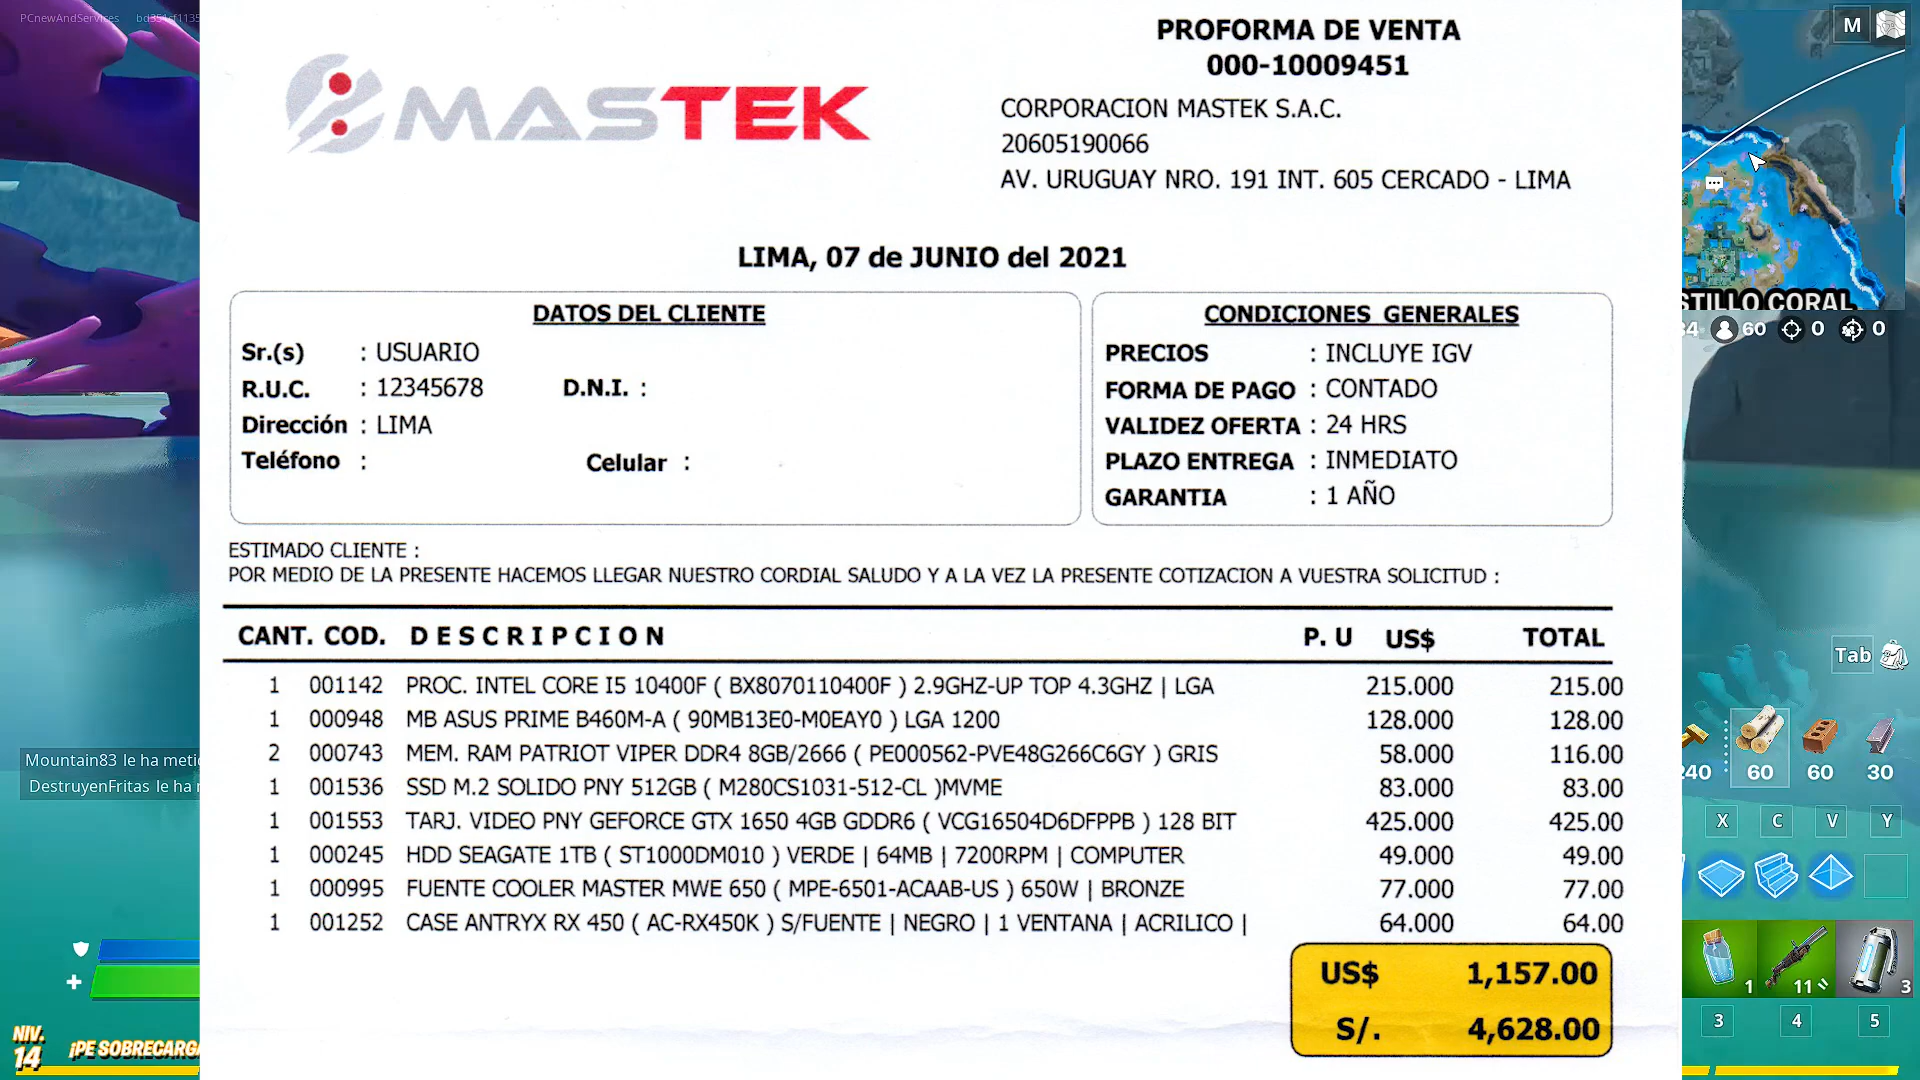 PCnewAndServices
MASTEK
PROFORMA DE VENTA
000-10009451
CORPORACION MASTEK S.A.C.
20605190066
AV. URUGUAY NRO. 191 INT. 605 CERCADO - LIMA
M
LIMA, 07 de JUNIO del 2021
STILLO CORAL
34 60 0 0
DATOS DEL CLIENTE
Sr.(s) : USUARIO
R.U.C. : 12345678 D.N.I. :
Dirección : LIMA
Teléfono : Celular :
CONDICIONES GENERALES
PRECIOS : INCLUYE IGV
FORMA DE PAGO : CONTADO
VALIDEZ OFERTA : 24 HRS
PLAZO ENTREGA : INMEDIATO
GARANTIA : 1 AÑO
ESTIMADO CLIENTE :
POR MEDIO DE LA PRESENTE HACEMOS LLEGAR NUESTRO CORDIAL SALUDO Y A LA VEZ LA PRESENTE COTIZACION A VUESTRA SOLICITUD :
CANT. COD. DESCRIPCION P. U US$ TOTAL
1 001142 PROC. INTEL CORE I5 10400F ( BX8070110400F ) 2.9GHZ-UP TOP 4.3GHZ | LGA 215.000 215.00
1 000948 MB ASUS PRIME B460M-A ( 90MB13E0-M0EAY0 ) LGA 1200 128.000 128.00
2 000743 MEM. RAM PATRIOT VIPER DDR4 8GB/2666 ( PE000562-PVE48G266C6GY ) GRIS 58.000 116.00
1 001536 SSD M.2 SOLIDO PNY 512GB ( M280CS1031-512-CL )MVME 83.000 83.00
1 001553 TARJ. VIDEO PNY GEFORCE GTX 1650 4GB GDDR6 ( VCG16504D6DFPPB ) 128 BIT 425.000 425.00
1 000245 HDD SEAGATE 1TB ( ST1000DM010 ) VERDE | 64MB | 7200RPM | COMPUTER 49.000 49.00
1 000995 FUENTE COOLER MASTER MWE 650 ( MPE-6501-ACAAB-US ) 650W | BRONZE 77.000 77.00
1 001252 CASE ANTRYX RX 450 ( AC-RX450K ) S/FUENTE | NEGRO | 1 VENTANA | ACRILICO | 64.000 64.00
US$ 1,157.00
S/. 4,628.00
Mountain83 le ha
DestruyenFritas le ha
Tab
240 60 60 30
X C V Y
1 11 3
3 4 5
NIV.
14
¡PE SOBRECARGA